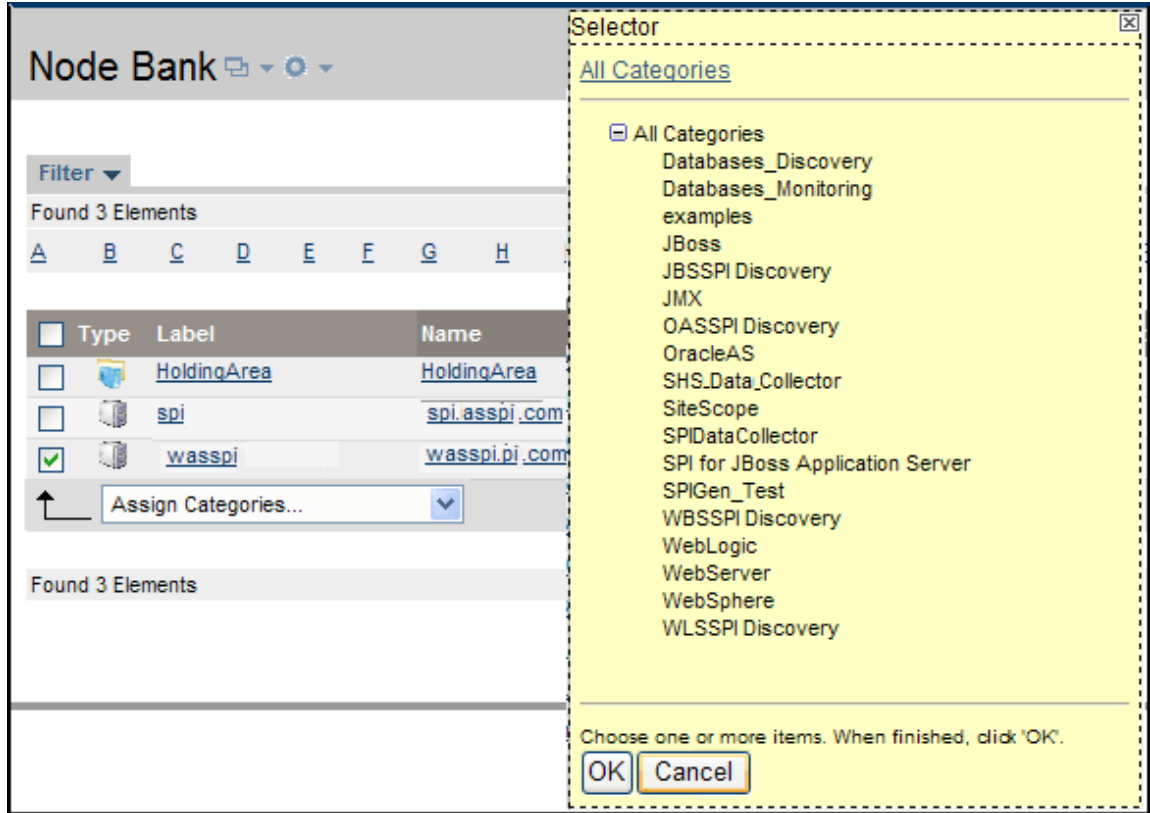 Node Bank
Filter
Found 3 Elements
A B C D E F G H
Type Label Name
HoldingArea HoldingArea
spi spi.asspi.com
wasspi wasspi.pi.com
Assign Categories...
Found 3 Elements
Selector
All Categories
All Categories
Databases_Discovery
Databases_Monitoring
examples
JBoss
JBSSPI Discovery
JMX
OASSPI Discovery
OracleAS
SHS_Data_Collector
SiteScope
SPIDataCollector
SPI for JBoss Application Server
SPIGen_Test
WBSSPI Discovery
WebLogic
WebServer
WebSphere
WLSSPI Discovery
Choose one or more items. When finished, click 'OK'.
OK Cancel